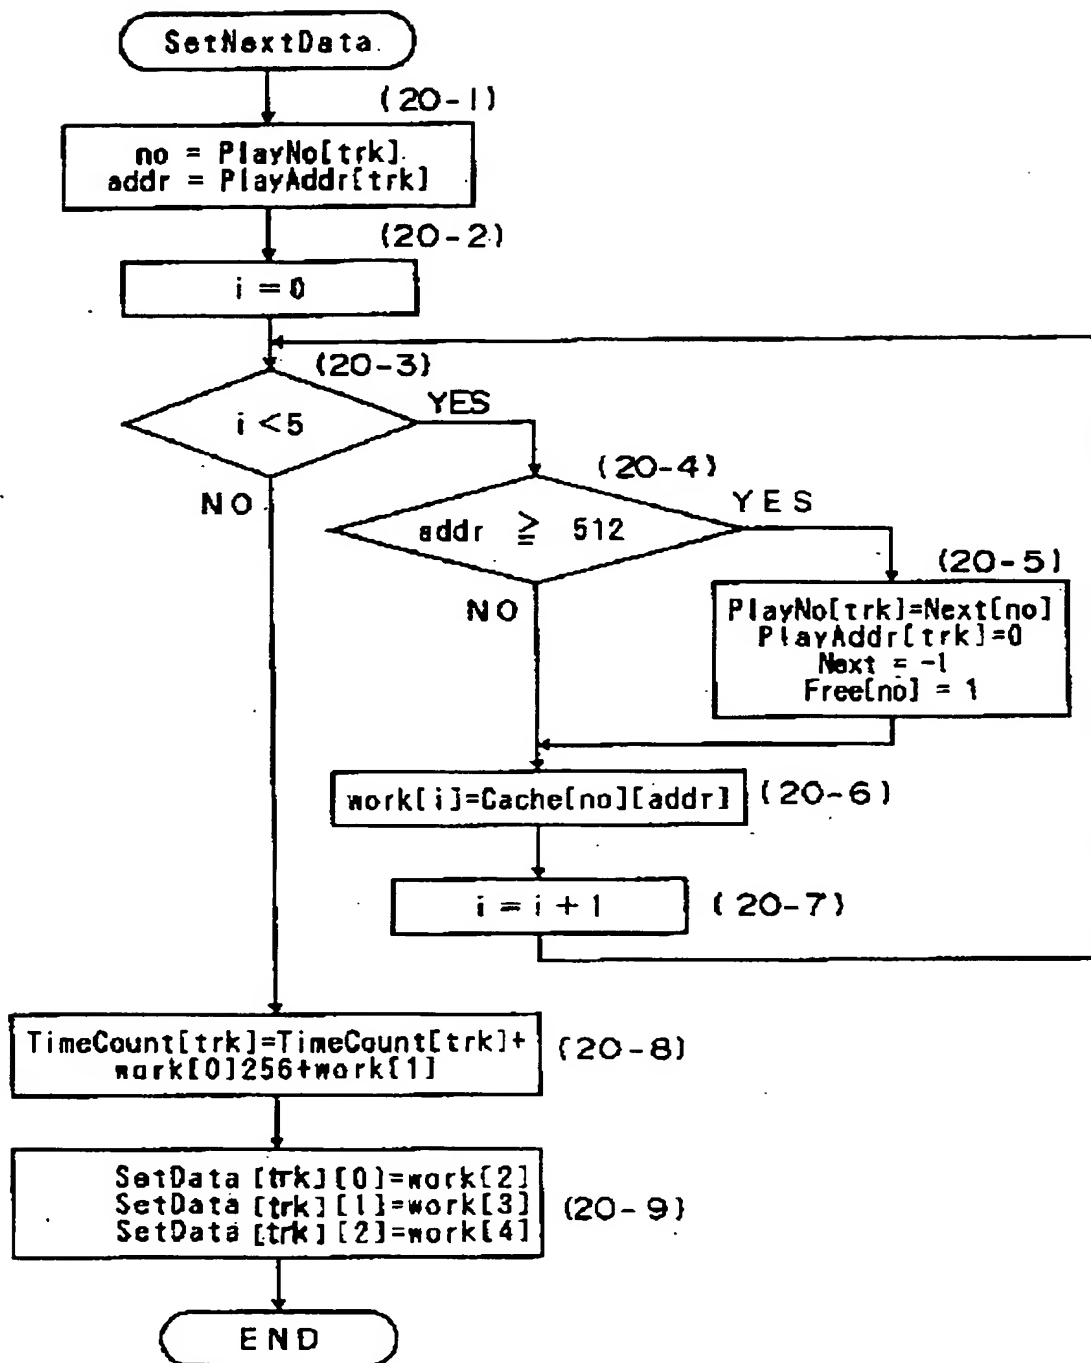 SetNextData
(20-1)
no = PlayNo[trk]
addr = PlayAddr[trk]
(20-2)
i = 0
(20-3)
i < 5
YES
NO
(20-4)
addr ≧ 512
YES
NO
(20-5)
PlayNo[trk]=Next[no]
PlayAddr[trk]=0
Next = -1
Free[no] = 1
work[i]=Cache[no][addr]
(20-6)
i = i + 1
(20-7)
TimeCount[trk]=TimeCount[trk]+
work[0]256+work[1]
(20-8)
SetData[trk][0]=work[2]
SetData[trk][1]=work[3]
SetData[trk][2]=work[4]
(20-9)
END